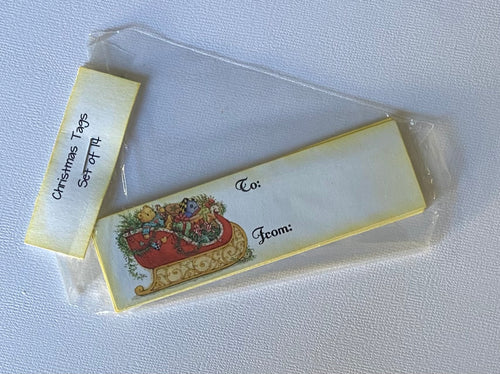 Christmas Tags
Set of 14
To:
From: